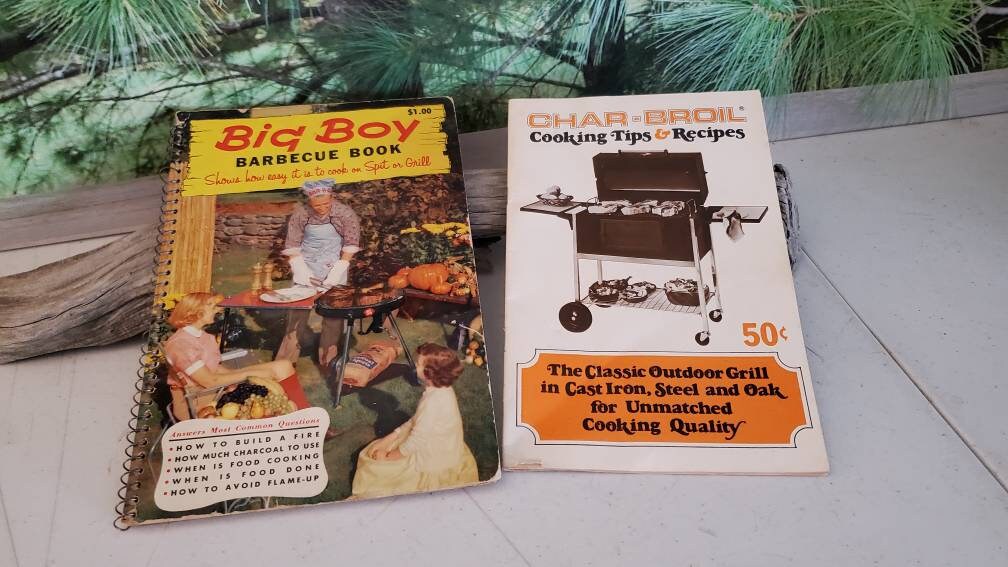 $1.00
Big Boy
BARBECUE BOOK
Shows how easy it is to cook on Spit or Grill
Answers Most Common Questions
• HOW TO BUILD A FIRE
• HOW MUCH CHARCOAL TO USE
• WHEN IS FOOD COOKING
• WHEN IS FOOD DONE
• HOW TO AVOID FLAME-UP
CHAR-BROIL®
Cooking Tips & Recipes
50¢
The Classic Outdoor Grill
in Cast Iron, Steel and Oak
for Unmatched
Cooking Quality